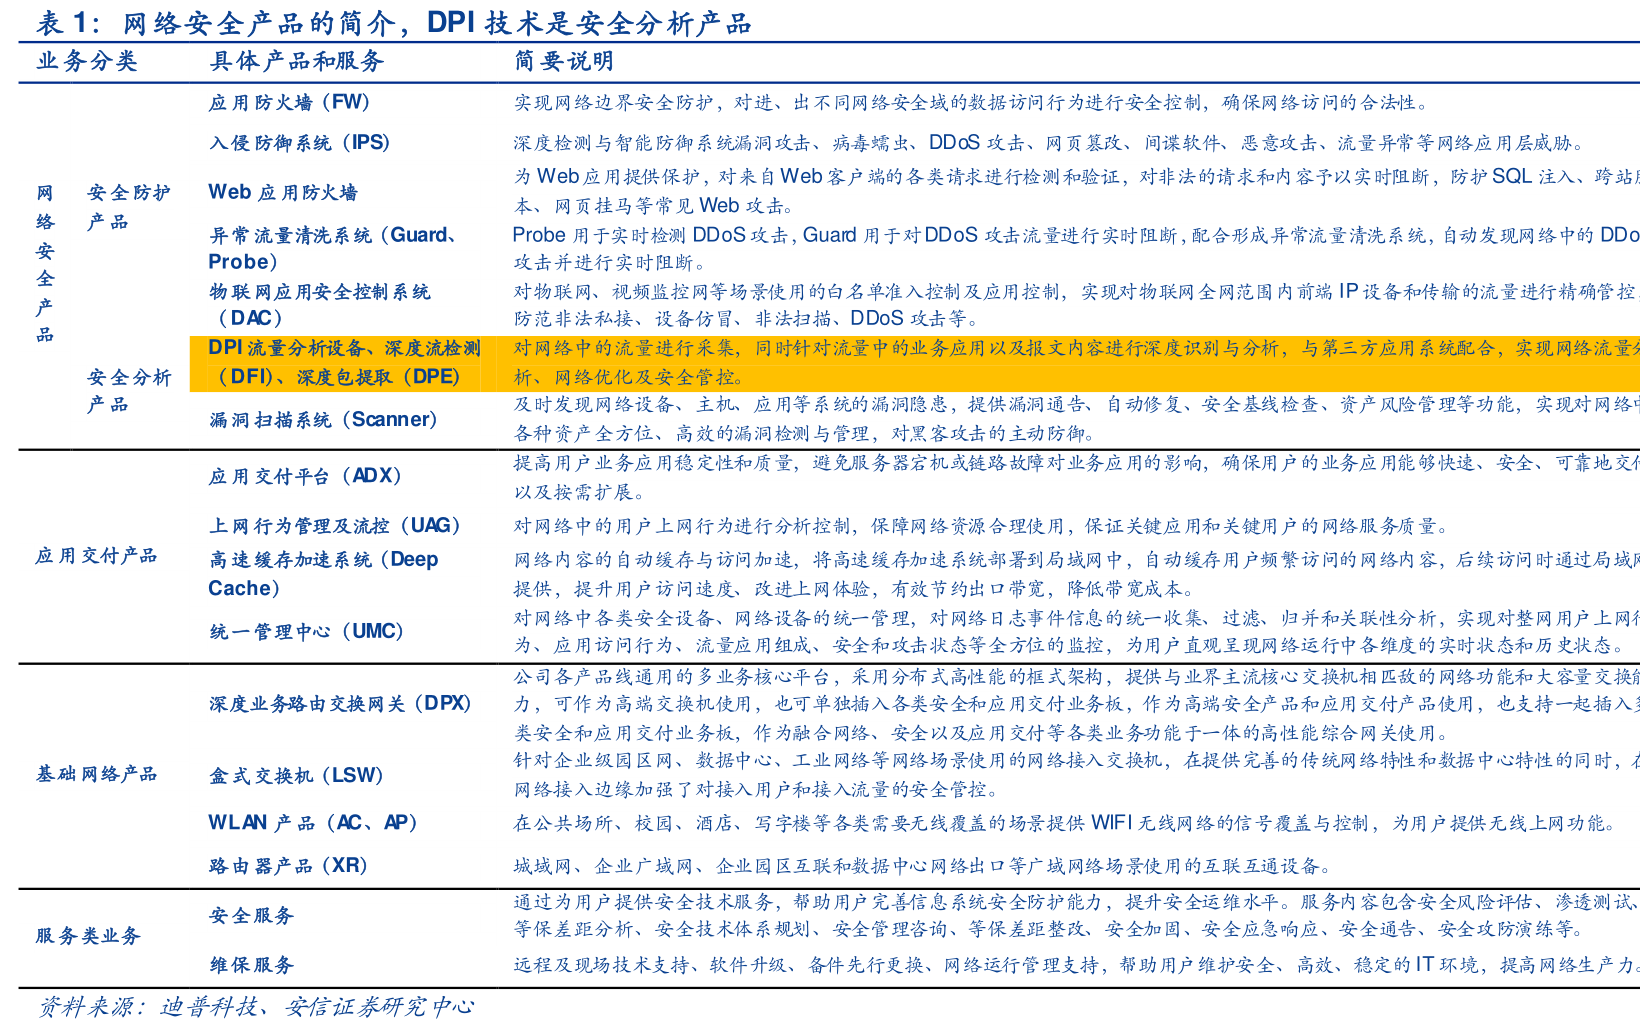 表 1：网络安全产品的简介，DPI 技术是安全分析产品
业务分类 具体产品和服务 简要说明
应用防火墙（FW） 实现网络边界安全防护，对进、出不同网络安全域的数据访问行为进行安全控制，确保网络访问的合法性。
入侵防御系统（IPS） 深度检测与智能防御系统漏洞攻击、病毒蠕虫、DDoS 攻击、网页篡改、间谍软件、恶意攻击、流量异常等网络应用层威胁。
网络安全产品
安全防护产品
Web 应用防火墙
为 Web 应用提供保护，对来自 Web 客户端的各类请求进行检测和验证，对非法的请求和内容予以实时阻断，防护 SQL 注入、跨站
本、网页挂马等常见 Web 攻击。
异常流量清洗系统（Guard、
Probe）
Probe 用于实时检测 DDoS 攻击，Guard 用于对 DDoS 攻击流量进行实时阻断，配合形成异常流量清洗系统，自动发现网络中的 DDo
攻击并进行实时阻断。
物联网应用安全控制系统
（DAC）
对物联网、视频监控网等场景使用的白名单准入控制及应用控制，实现对物联网全网范围内前端 IP 设备和传输的流量进行精确管控，
防范非法私接、设备仿冒、非法扫描、DDoS 攻击等。
安全分析产品
DPI 流量分析设备、深度流检测
（DFI）、深度包提取（DPE）
对网络中的流量进行采集，同时针对流量中的业务应用以及报文内容进行深度识别与分析，与第三方应用系统配合，实现网络流量分
析、网络优化及安全管控。
漏洞扫描系统（Scanner）
及时发现网络设备、主机、应用等系统的漏洞隐患，提供漏洞通告、自动修复、安全基线检查、资产风险管理等功能，实现对网络中
各种资产全方位、高效的漏洞检测与管理，对黑客攻击的主动防御。
应用交付产品
应用交付平台（ADX）
提高用户业务应用稳定性和质量，避免服务器宕机或链路故障对业务应用的影响，确保用户的业务应用能够快速、安全、可靠地交付
以及按需扩展。
上网行为管理及流控（UAG） 对网络中的用户上网行为进行分析控制，保障网络资源合理使用，保证关键应用和关键用户的网络服务质量。
高速缓存加速系统（Deep
Cache）
网络内容的自动缓存与访问加速，将高速缓存加速系统部署到局域网中，自动缓存用户频繁访问的网络内容，后续访问时通过局域网
提供，提升用户访问速度、改进上网体验，有效节约出口带宽，降低带宽成本。
统一管理中心（UMC）
对网络中各类安全设备、网络设备的统一管理，对网络日志事件信息的统一收集、过滤、归并和关联性分析，实现对整网用户上网行
为、应用访问行为、流量应用组成、安全和攻击状态等全方位的监控，为用户直观呈现网络运行中各维度的实时状态和历史状态。
基础网络产品
深度业务路由交换网关（DPX）
公司各产品线通用的多业务核心平台，采用分布式高性能的框式架构，提供与业界主流核心交换机相匹敌的网络功能和大容量交换能
力，可作为高端交换机使用，也可单独插入各类安全和应用交付业务板，作为高端安全产品和应用交付产品使用，也支持一起插入多
类安全和应用交付业务板，作为融合网络、安全以及应用交付等各类业务功能于一体的高性能综合网关使用。
盒式交换机（LSW）
针对企业级园区网、数据中心、工业网络等网络场景使用的网络接入交换机，在提供完善的传统网络特性和数据中心特性的同时，在
网络接入边缘加强了对接入用户和接入流量的安全管控。
WLAN 产品（AC、AP） 在公共场所、校园、酒店、写字楼等各类需要无线覆盖的场景提供 WIFI 无线网络的信号覆盖与控制，为用户提供无线上网功能。
路由器产品（XR） 城域网、企业广域网、企业园区互联和数据中心网络出口等广域网络场景使用的互联互通设备。
服务类业务
安全服务
通过为用户提供安全技术服务，帮助用户完善信息系统安全防护能力，提升安全运维水平。服务内容包含安全风险评估、渗透测试、
等保差距分析、安全技术体系规划、安全管理咨询、等保差距整改、安全加固、安全应急响应、安全通告、安全攻防演练等。
维保服务 远程及现场技术支持、软件升级、备件先行更换、网络运行管理支持，帮助用户维护安全、高效、稳定的 IT 环境，提高网络生产力。
资料来源：迪普科技、安信证券研究中心